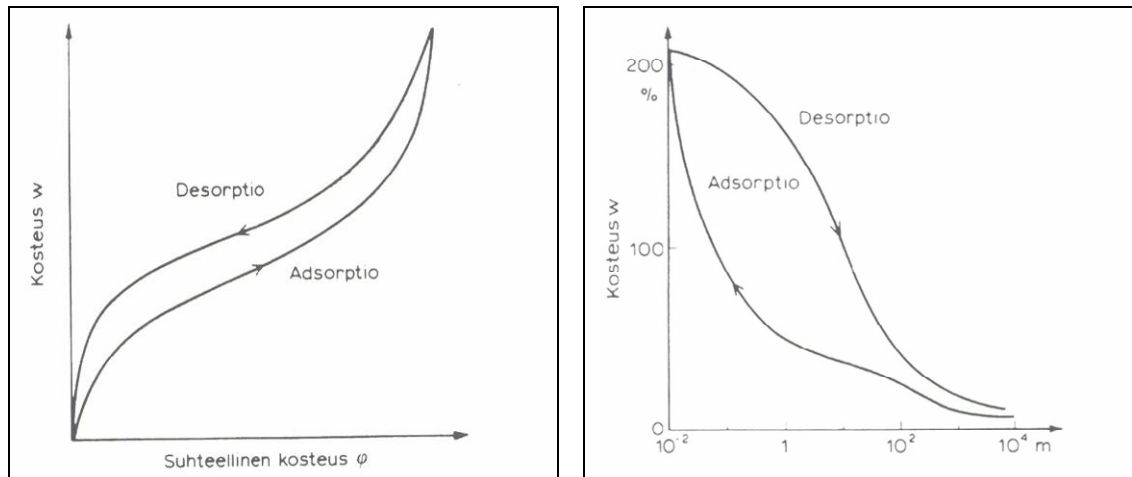 Kosteus w
Desorptio
Adsorptio
Suhteellinen kosteus φ
200
%
Desorptio
Adsorptio
Kosteus w
100
0
10⁻² 1 10² 10⁴ m